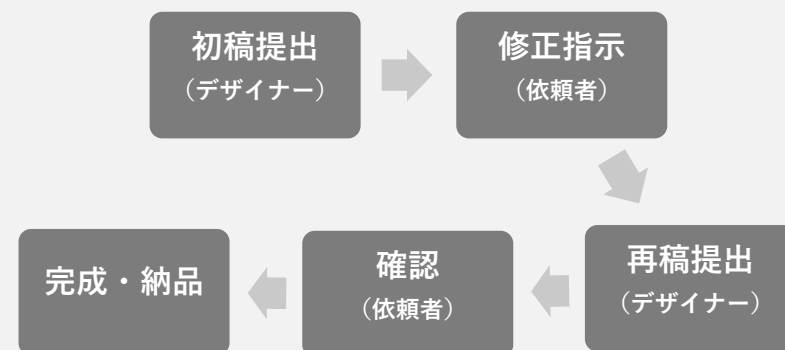 初稿提出
（デザイナー）
修正指示
（依頼者）
再稿提出
（デザイナー）
確認
（依頼者）
完成・納品